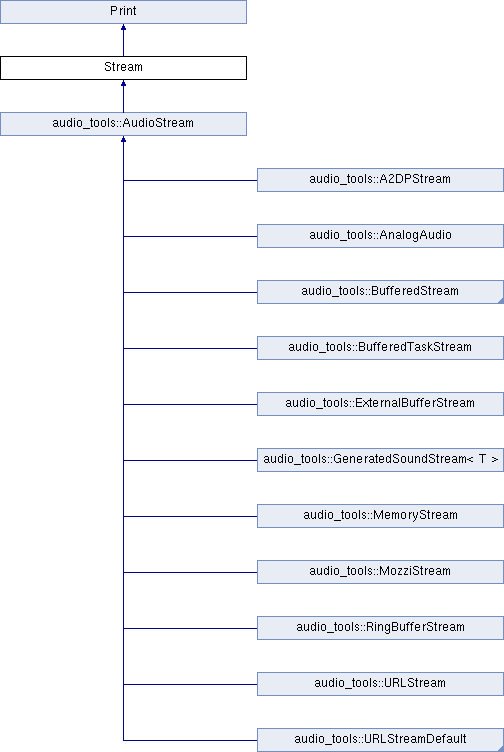 Print
Stream
audio_tools::AudioStream
audio_tools::A2DPStream
audio_tools::AnalogAudio
audio_tools::BufferedStream
audio_tools::BufferedTaskStream
audio_tools::ExternalBufferStream
audio_tools::GeneratedSoundStream< T >
audio_tools::MemoryStream
audio_tools::MozziStream
audio_tools::RingBufferStream
audio_tools::URLStream
audio_tools::URLStreamDefault